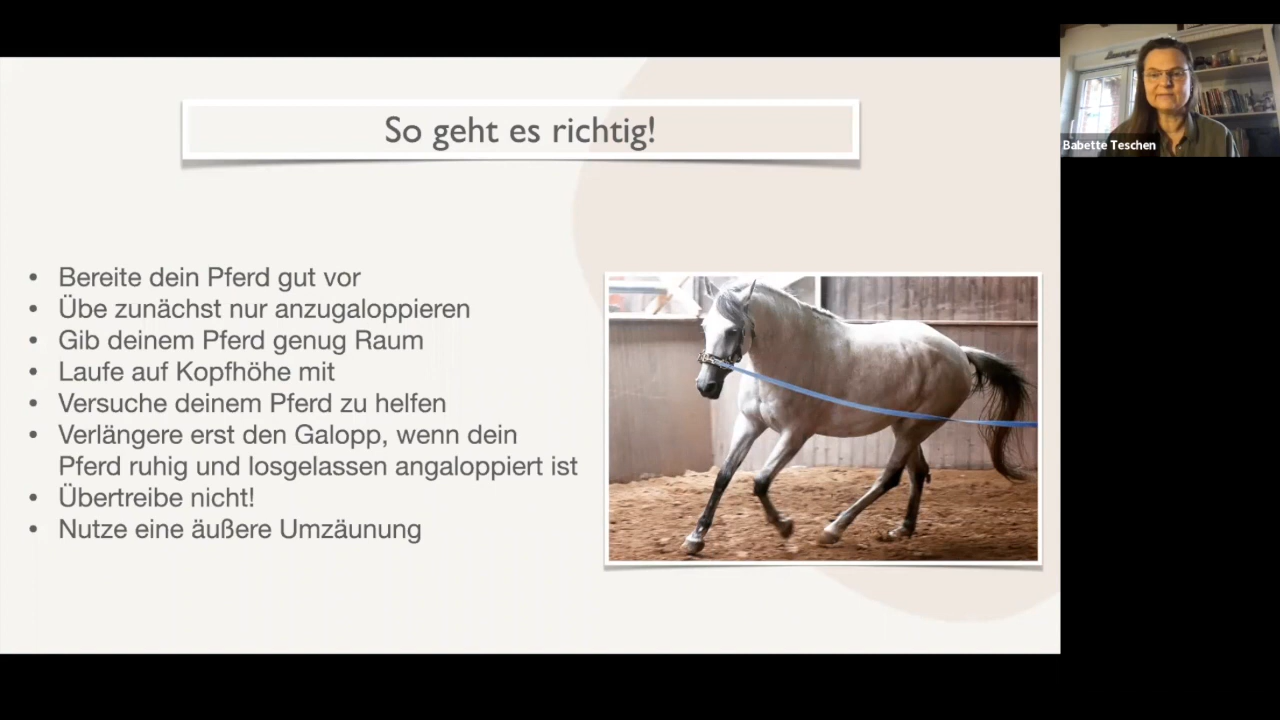 So geht es richtig!
• Bereite dein Pferd gut vor
• Übe zunächst nur anzugaloppieren
• Gib deinem Pferd genug Raum
• Laufe auf Kopfhöhe mit
• Versuche deinem Pferd zu helfen
• Verlängere erst den Galopp, wenn dein
Pferd ruhig und losgelassen angaloppiert ist
• Übertreibe nicht!
• Nutze eine äußere Umzäunung
Babette Teschen